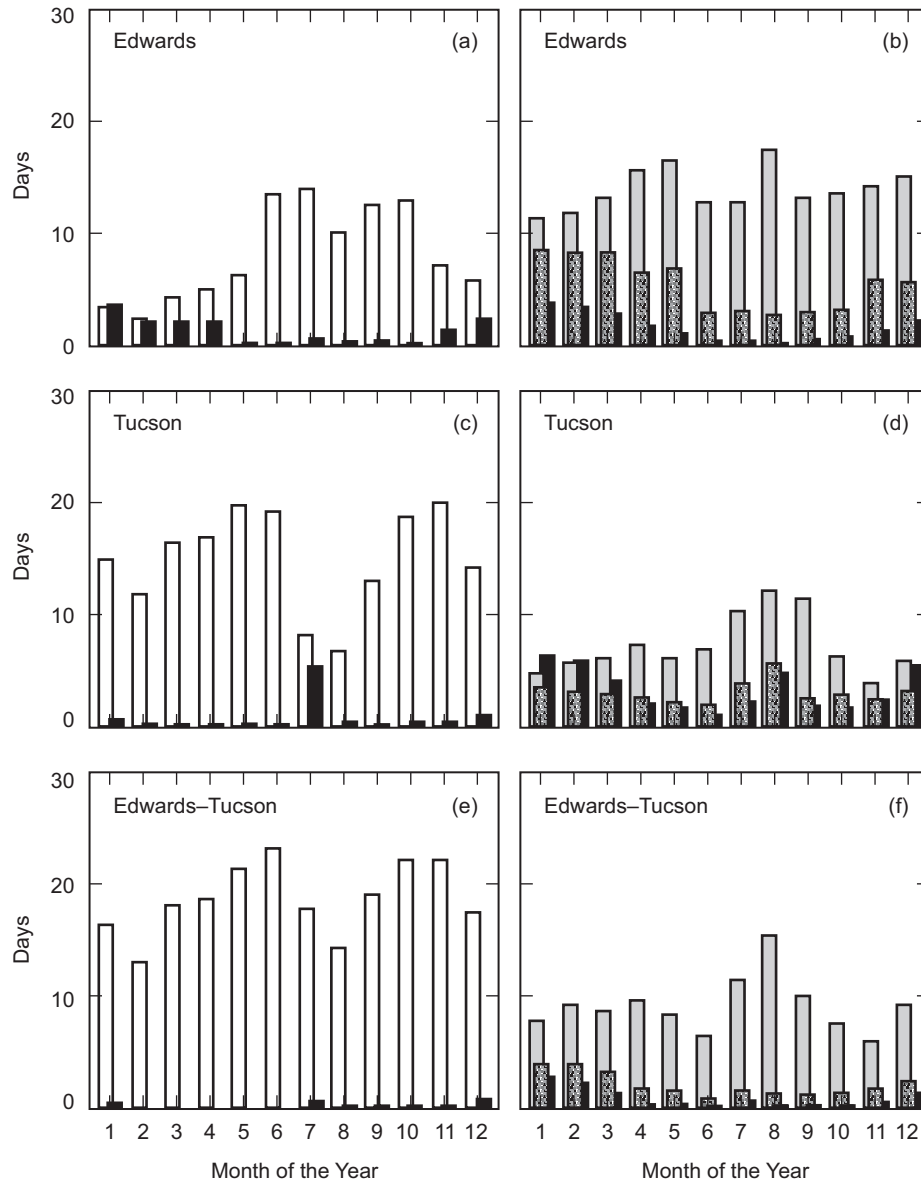 30
20
10
0
Days
Edwards (a)
Edwards (b)
30
20
10
0
Days
Tucson (c)
Tucson (d)
30
20
10
0
Days
Edwards–Tucson (e)
Edwards–Tucson (f)
1 2 3 4 5 6 7 8 9 10 11 12
1 2 3 4 5 6 7 8 9 10 11 12
Month of the Year
Month of the Year